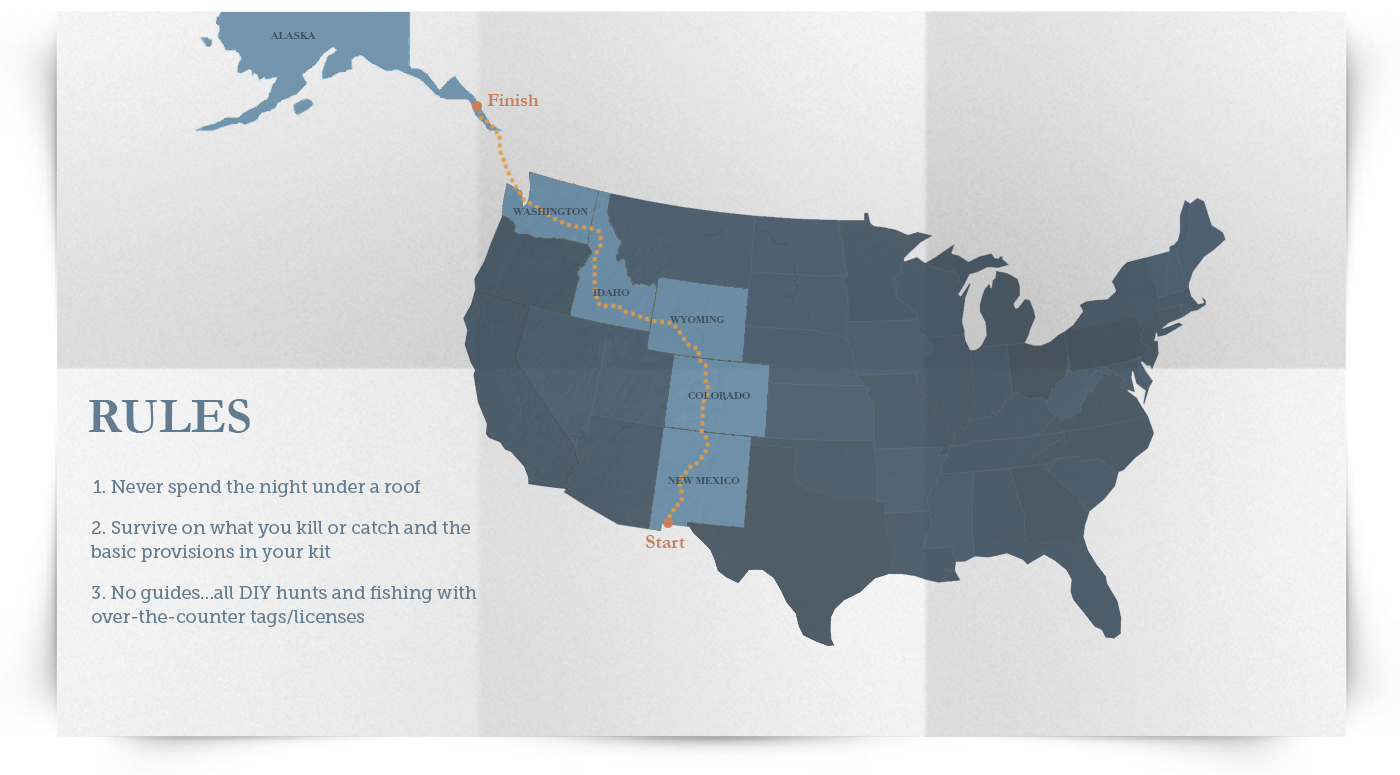 ALASKA
Finish
WASHINGTON
IDAHO
WYOMING
COLORADO
NEW MEXICO
Start
RULES
1. Never spend the night under a roof
2. Survive on what you kill or catch and the
basic provisions in your kit
3. No guides...all DIY hunts and fishing with
over-the-counter tags/licenses